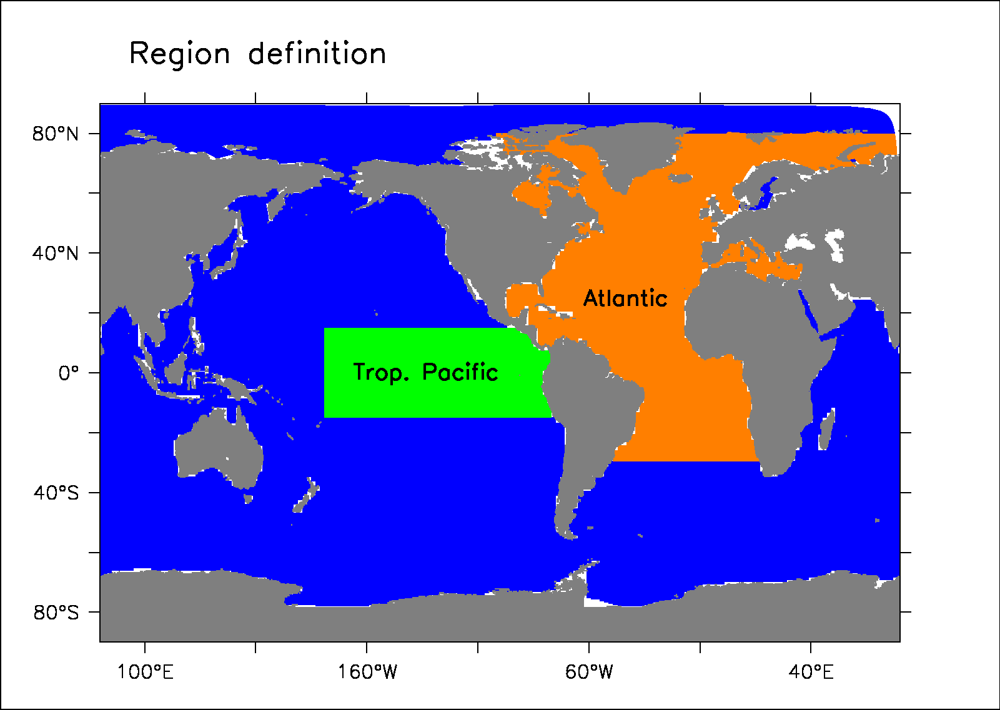 Region definition
80°N
40°N
Atlantic
0°
Trop. Pacific
40°S
80°S
100°E
160°W
60°W
40°E